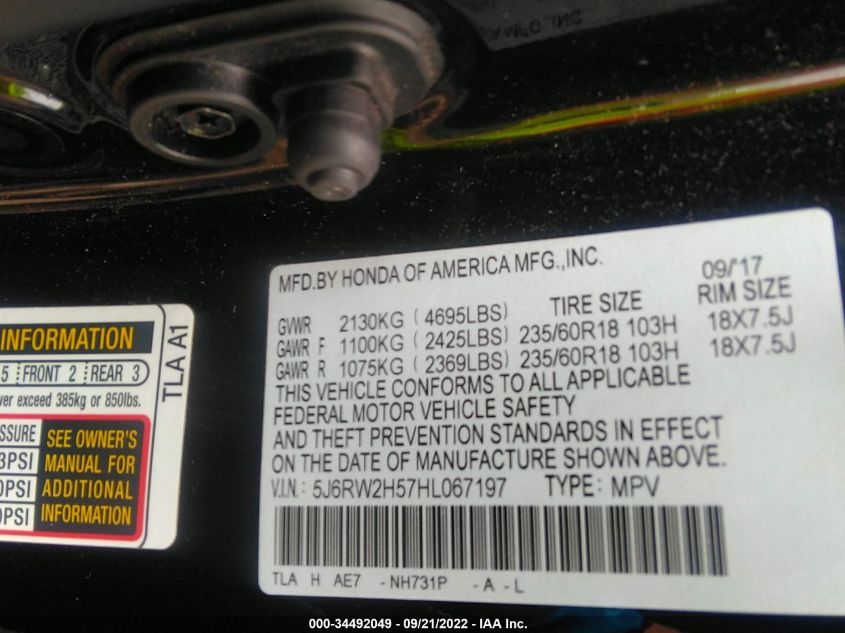 MFD.BY HONDA OF AMERICA MFG.,INC. 09/'17
GVWR 2130KG ( 4695LBS) TIRE SIZE RIM SIZE
GAWR F 1100KG ( 2425LBS) 235/60R18 103H 18X7.5J
GAWR R 1075KG ( 2369LBS) 235/60R18 103H 18X7.5J
THIS VEHICLE CONFORMS TO ALL APPLICABLE
FEDERAL MOTOR VEHICLE SAFETY
AND THEFT PREVENTION STANDARDS IN EFFECT
ON THE DATE OF MANUFACTURE SHOWN ABOVE.
V.I.N.: 5J6RW2H57HL067197 TYPE: MPV
TLA H AE7 - NH731P - A - L
INFORMATION
5 FRONT 2 REAR 3
exceed 385kg or 850lbs.
TLA A1
SEE OWNER'S
MANUAL FOR
ADDITIONAL
INFORMATION
000-34492049 - 09/21/2022 - IAA Inc.